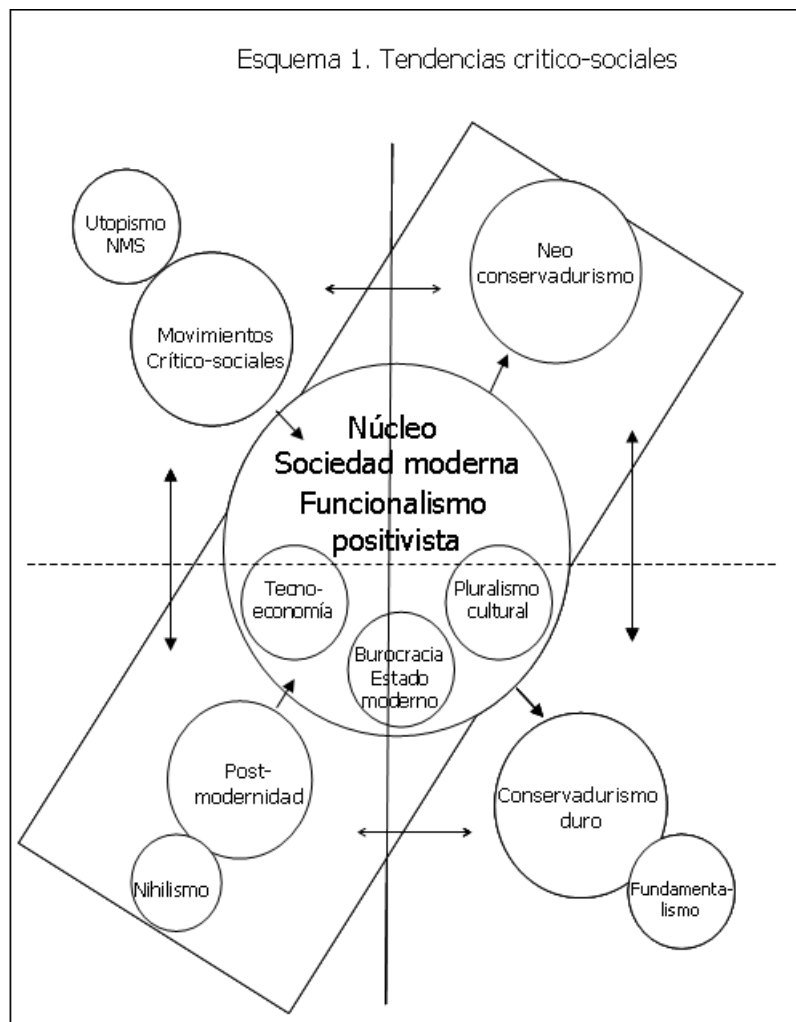 Esquema 1. Tendencias critico-sociales
Utopismo
NMS
Neo
conservadurismo
Movimientos
Crítico-sociales
Núcleo
Sociedad moderna
Funcionalismo
positivista
Tecno-
economía
Pluralismo
cultural
Burocracia
Estado
moderno
Post-
modernidad
Conservadurismo
duro
Nihilismo
Fundamenta-
lismo